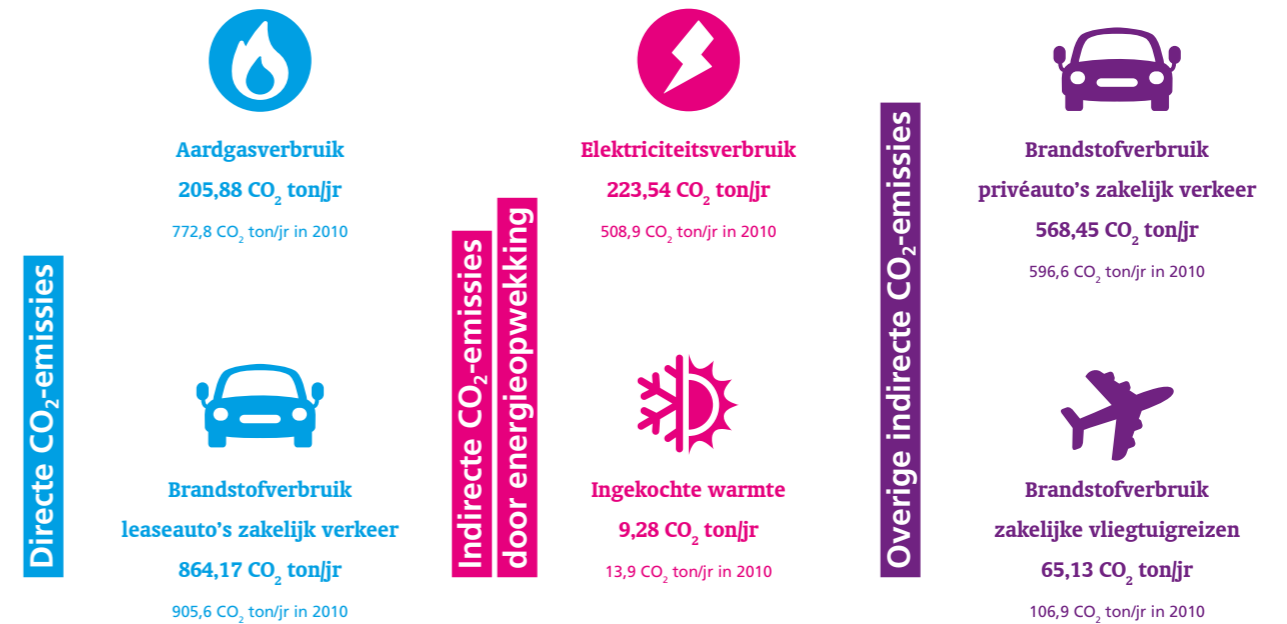 Directe CO₂-emissies
Aardgasverbruik
205,88 CO₂ ton/jr
772,8 CO₂ ton/jr in 2010
Brandstofverbruik
leaseauto's zakelijk verkeer
864,17 CO₂ ton/jr
905,6 CO₂ ton/jr in 2010
Indirecte CO₂-emissies
door energieopwekking
Elektriciteitsverbruik
223,54 CO₂ ton/jr
508,9 CO₂ ton/jr in 2010
Ingekochte warmte
9,28 CO₂ ton/jr
13,9 CO₂ ton/jr in 2010
Overige indirecte CO₂-emissies
Brandstofverbruik
privéauto's zakelijk verkeer
568,45 CO₂ ton/jr
596,6 CO₂ ton/jr in 2010
Brandstofverbruik
zakelijke vliegtuigreizen
65,13 CO₂ ton/jr
106,9 CO₂ ton/jr in 2010